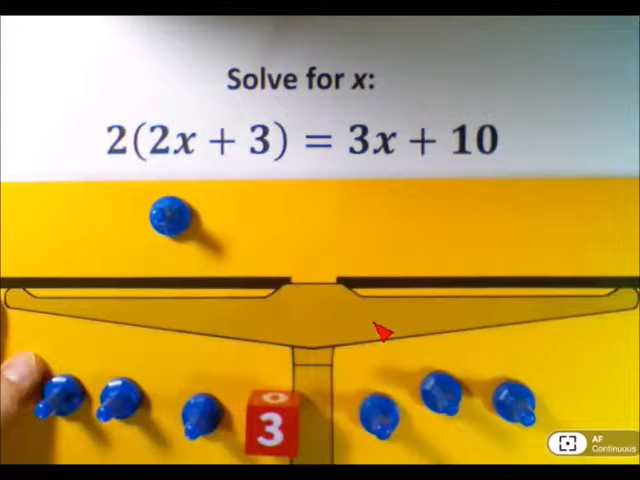 Solve for x:
2(2x + 3) = 3x + 10
3
AF
Continuous